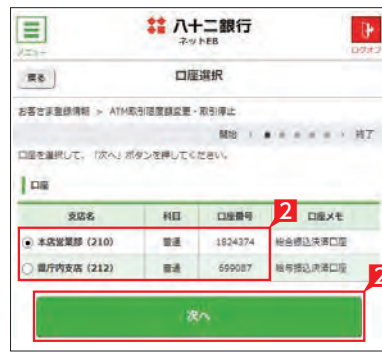 八十二銀行
ネットEB
メニュー
ログオフ
戻る
口座選択
お客さま登録情報 > ATM取引限度額変更・取引停止
開始
終了
口座を選択して、「次へ」ボタンを押してください。
口座
支店名 科目 口座番号 2 口座メモ
本店営業部 (210) 普通 1824374 総合振込決済口座
県庁内支店 (212) 普通 699087 給与振込決済口座
2
次へ